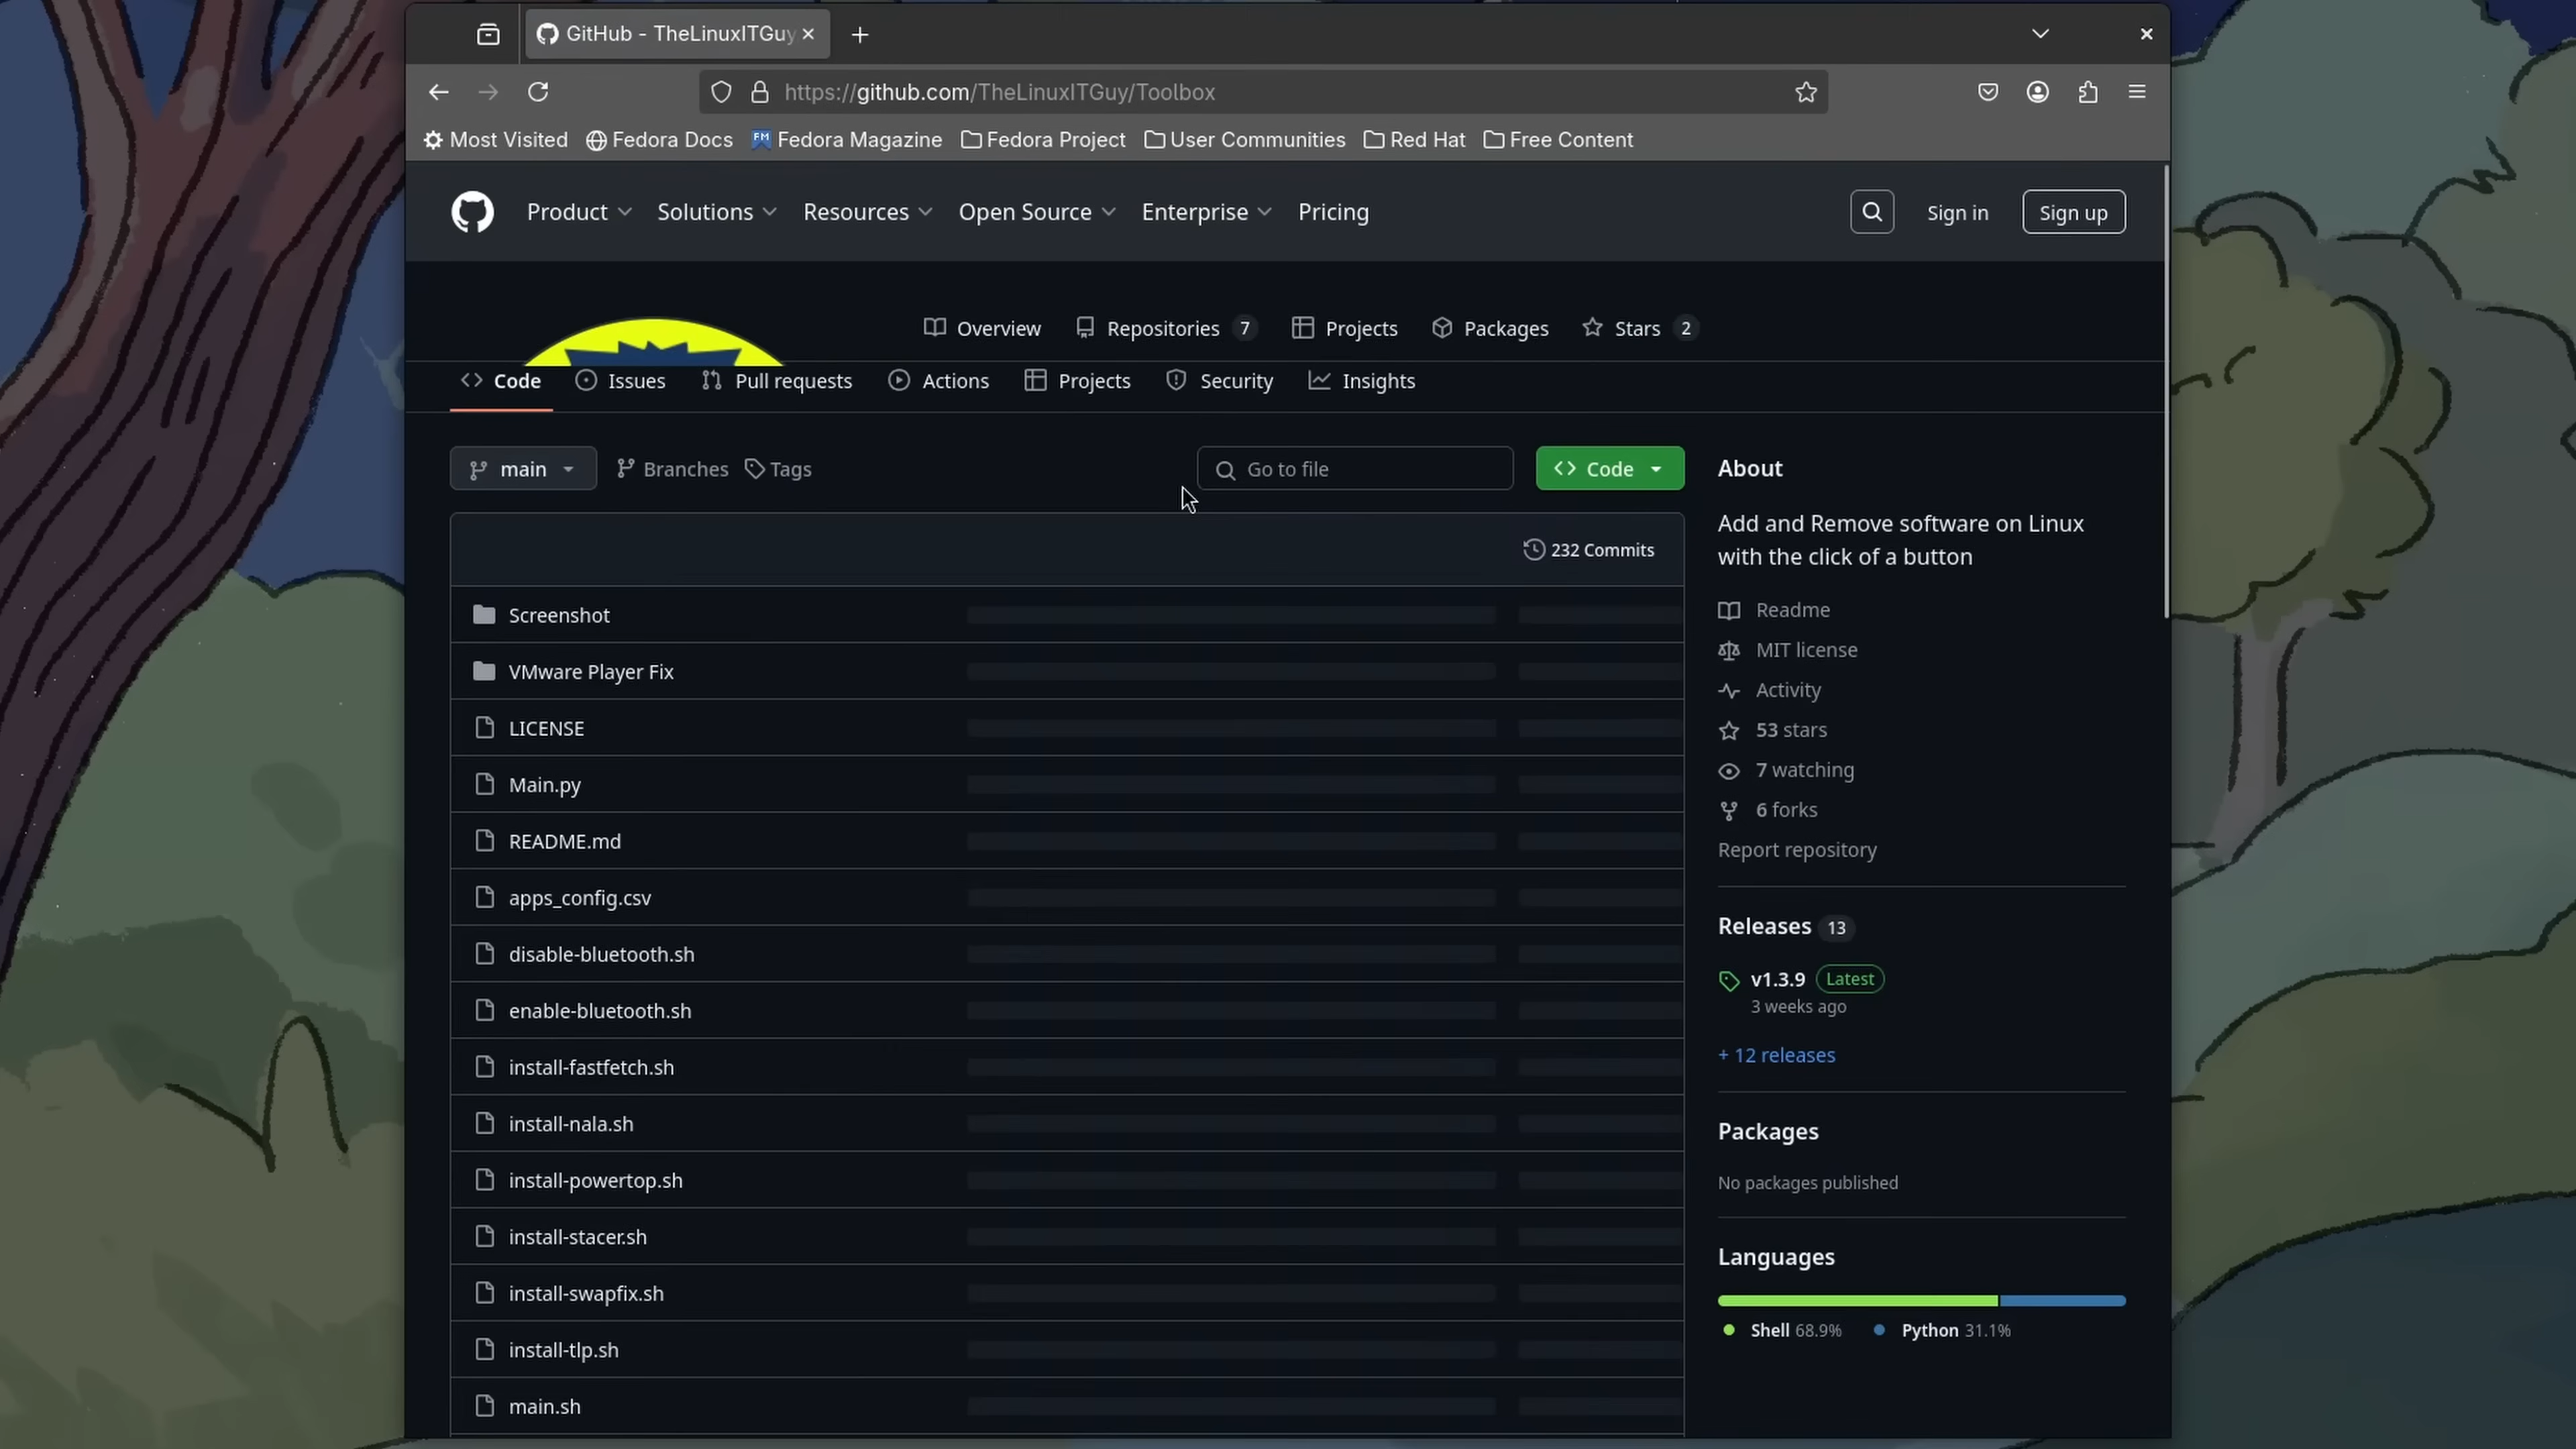 GitHub - TheLinuxITGuy
https://github.com/TheLinuxITGuy/Toolbox
Most Visited
Fedora Docs
FM
Fedora Magazine
Fedora Project
User Communities
Red Hat
Free Content
Product
Solutions
Resources
Open Source
Enterprise
Pricing
Sign in
Sign up
Overview
Repositories 7
Projects
Packages
Stars 2
Code
Issues
Pull requests
Actions
Projects
Security
Insights
main
Branches
Tags
Go to file
Code
232 Commits
Screenshot
VMware Player Fix
LICENSE
Main.py
README.md
apps_config.csv
disable-bluetooth.sh
enable-bluetooth.sh
install-fastfetch.sh
install-nala.sh
install-powertop.sh
install-stacer.sh
install-swapfix.sh
install-tlp.sh
main.sh
About
Add and Remove software on Linux
with the click of a button
Readme
MIT license
Activity
53 stars
7 watching
6 forks
Report repository
Releases 13
v1.3.9 Latest
3 weeks ago
+ 12 releases
Packages
No packages published
Languages
Shell 68.9%
Python 31.1%